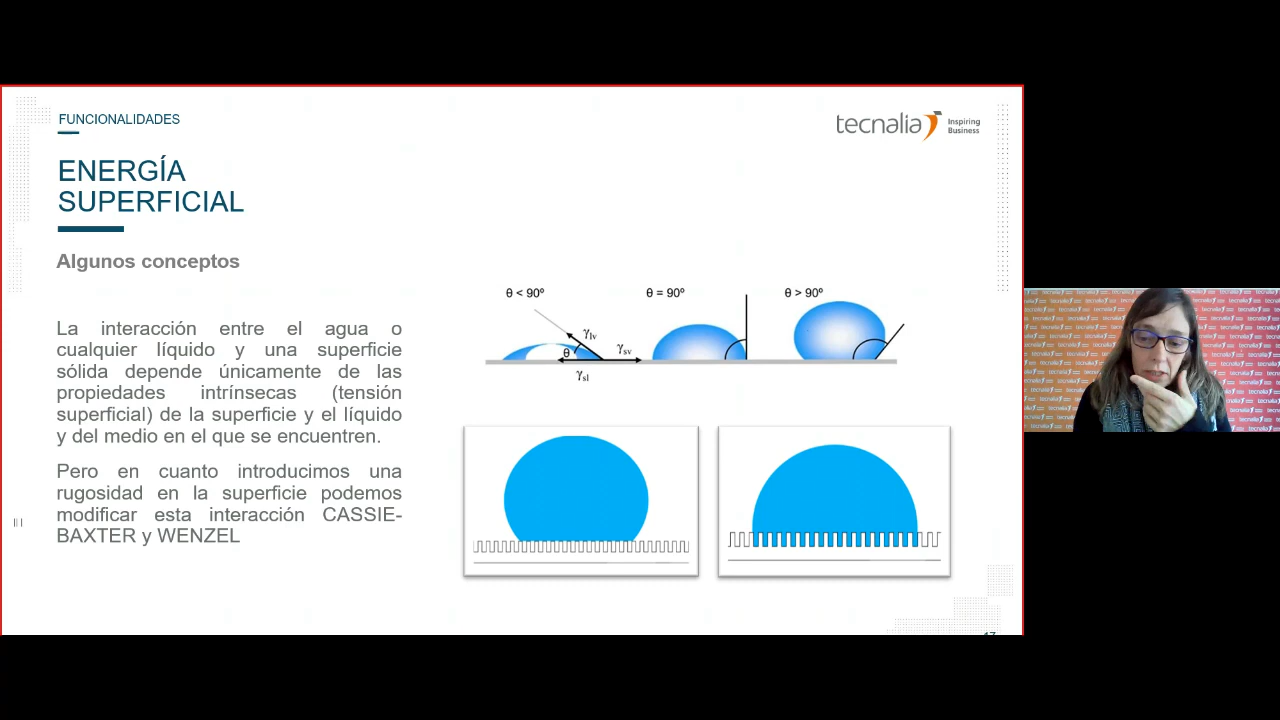 FUNCIONALIDADES
tecnalia Inspiring Business
ENERGÍA
SUPERFICIAL
Algunos conceptos
La interacción entre el agua o
cualquier líquido y una superficie
sólida depende únicamente de las
propiedades intrínsecas (tensión
superficial) de la superficie y el líquido
y del medio en el que se encuentren.
Pero en cuanto introducimos una
rugosidad en la superficie podemos
modificar esta interacción CASSIE-
BAXTER y WENZEL
θ < 90º
θ = 90º
θ > 90º
γlv
θ
γsv
γsl